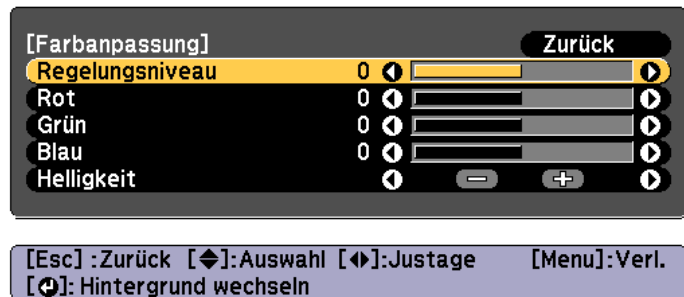 [Farbanpassung] Zurück
Regelungsniveau 0
Rot 0
Grün 0
Blau 0
Helligkeit
[Esc] :Zurück [◆]:Auswahl [◆]:Justage [Menu]:Verl.
[↵]: Hintergrund wechseln